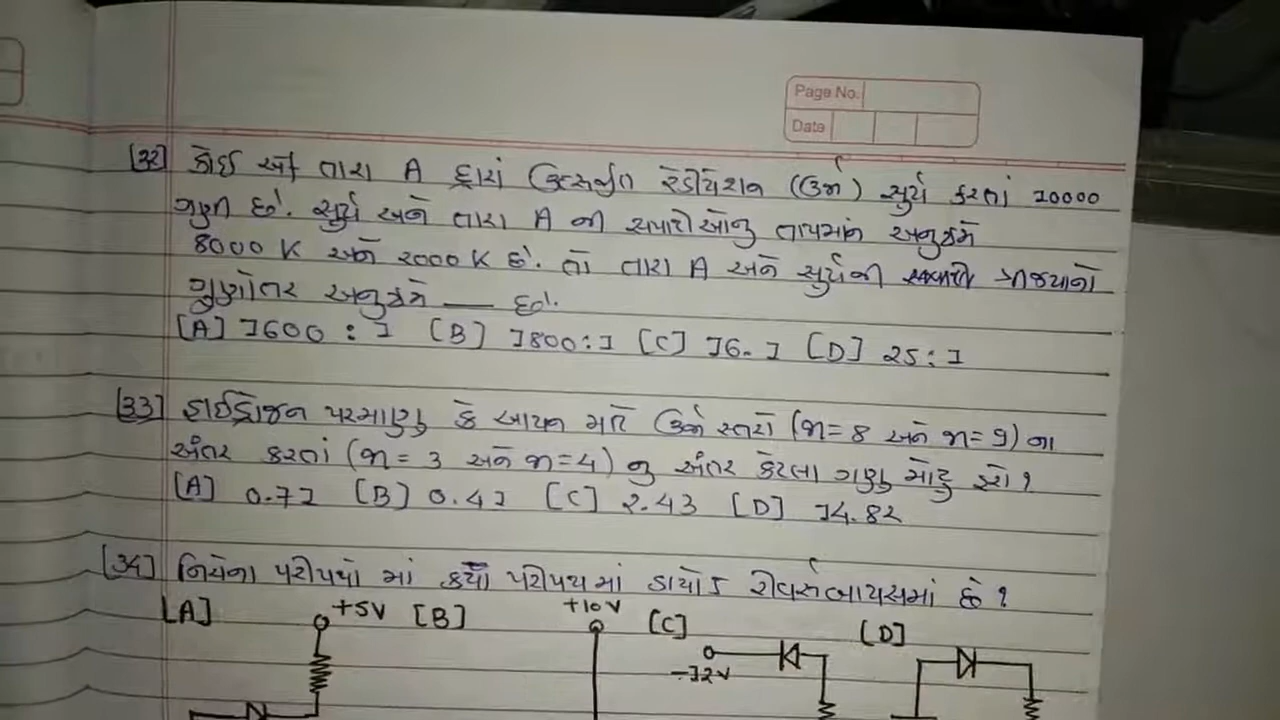 Page No.
Date
[32] કોઈ એક તારા A દ્વારા ઉત્સર્જીત રેડીયેશન (ઉર્જા) સુર્ય કરતાં 10000
ગણી છે. સુર્ય અને તારા A ની સપાટીઓનુ તાપમાન અનુક્રમે
8000 K અને 2000 K છે. તો તારા A અને સુર્યની ત્રિજ્યાનો
ગુણોતર અનુક્રમે ___ છે.
[A] 1600 : 1 [B] 1800:1 [C] 16:1 [D] 25:1
[33] હાઈડ્રોજન પરમાણુ કે આયન માટે ઉર્જા સ્તરો (n=8 અને n=9) ના
અંતર કરતાં (n=3 અને n=4) નુ અંતર કેટલા ગણુ મોટુ હશે?
[A] 0.71 [B] 0.41 [C] 2.43 [D] 14.82
[34] નિચેના પરીપથો માં કયાં પરીપથમાં ડાયોડ રીવર્સબાયસમાં છે?
[A] +5V [B] +10V [C] -12V [D]